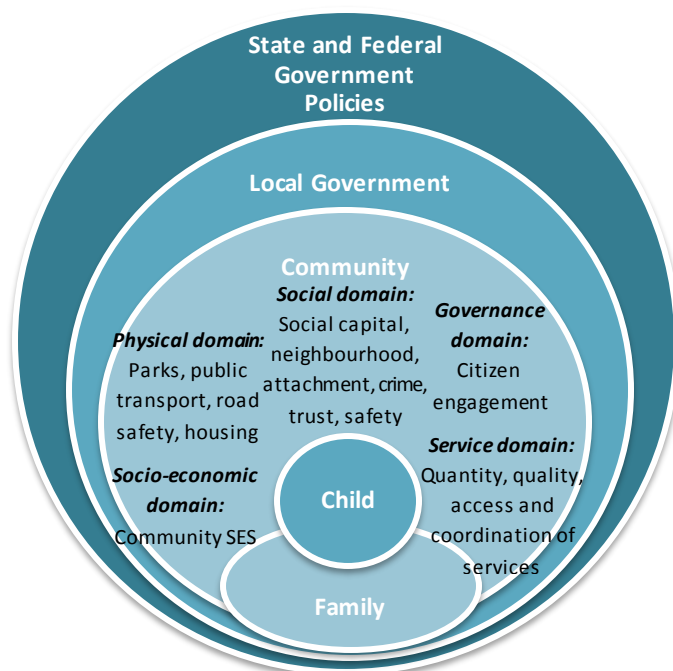 State and Federal
Government
Policies
Local Government
Community
Social domain:
Social capital,
neighbourhood,
attachment, crime,
trust, safety
Governance
domain:
Citizen
engagement
Physical domain:
Parks, public
transport, road
safety, housing
Socio-economic
domain:
Community SES
Service domain:
Quantity, quality,
access and
coordination of
services
Child
Family